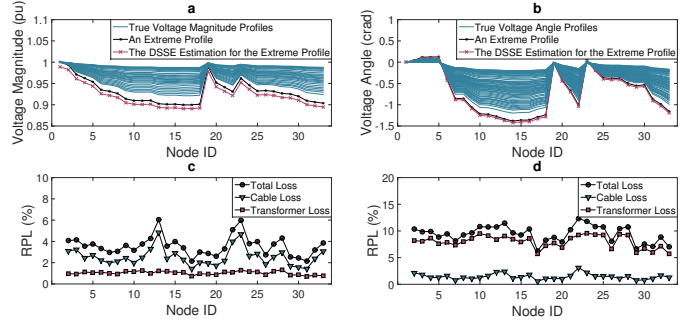 a
Voltage Magnitude (pu)
1.1
1.05
1
0.95
0.9
0.85
True Voltage Magnitude Profiles
An Extreme Profile
The DSSE Estimation for the Extreme Profile
5 10 15 20 25 30
Node ID
b
Voltage Angle (crad)
1
0.5
0
-0.5
-1
-1.5
True Voltage Angle Profiles
An Extreme Profile
The DSSE Estimation for the Extreme Profile
5 10 15 20 25 30
Node ID
c
RPL (%)
10
8
6
4
2
0
Total Loss
Cable Loss
Transformer Loss
5 10 15 20 25 30
Node ID
d
RPL (%)
20
15
10
5
0
Total Loss
Cable Loss
Transformer Loss
5 10 15 20 25 30
Node ID